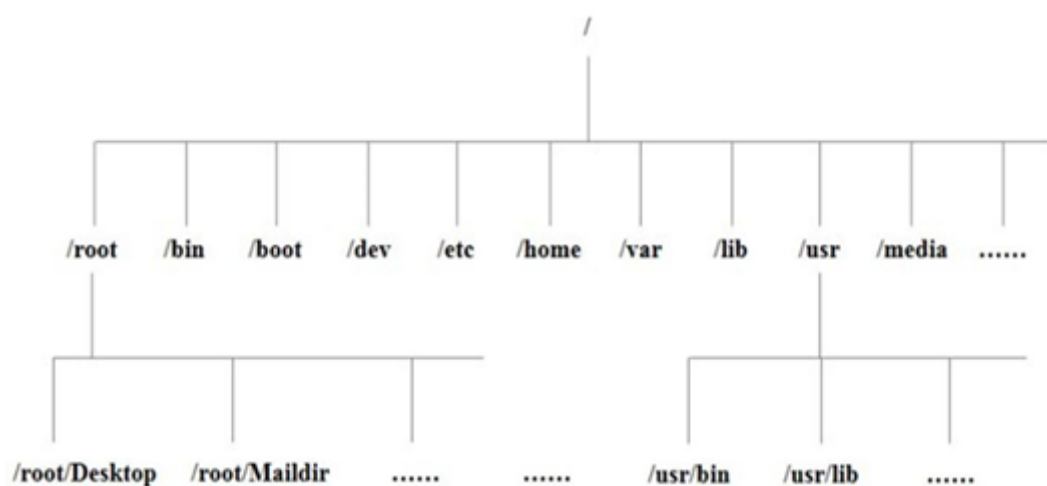 /
/root /bin /boot /dev /etc /home /var /lib /usr /media ……
/root/Desktop /root/Maildir …… …… /usr/bin /usr/lib ……